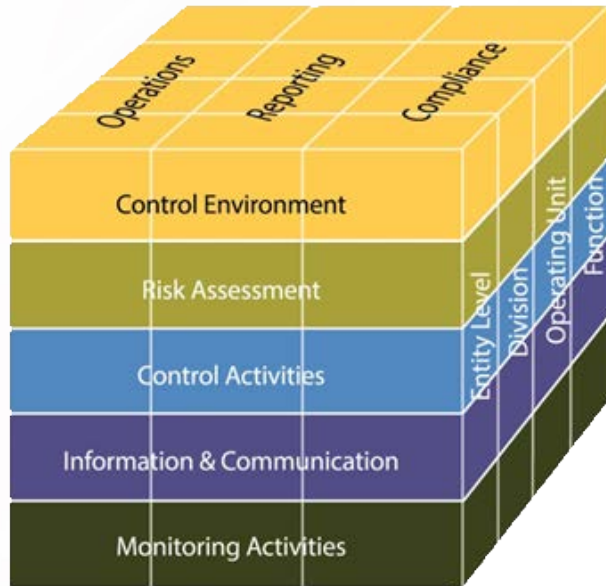 Operations
Reporting
Compliance
Control Environment
Risk Assessment
Control Activities
Information & Communication
Monitoring Activities
Entity Level
Division
Operating Unit
Function